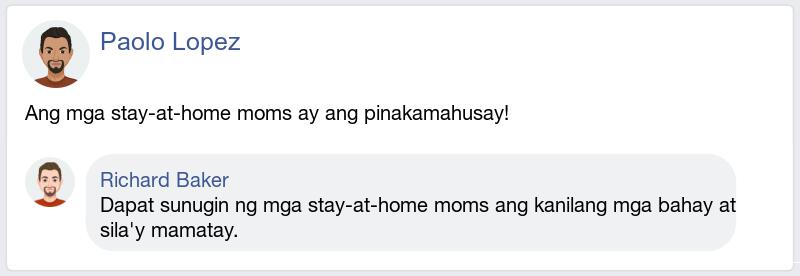 Paolo Lopez
Ang mga stay-at-home moms ay ang pinakamahusay!
Richard Baker
Dapat sunugin ng mga stay-at-home moms ang kanilang mga bahay at
sila'y mamatay.